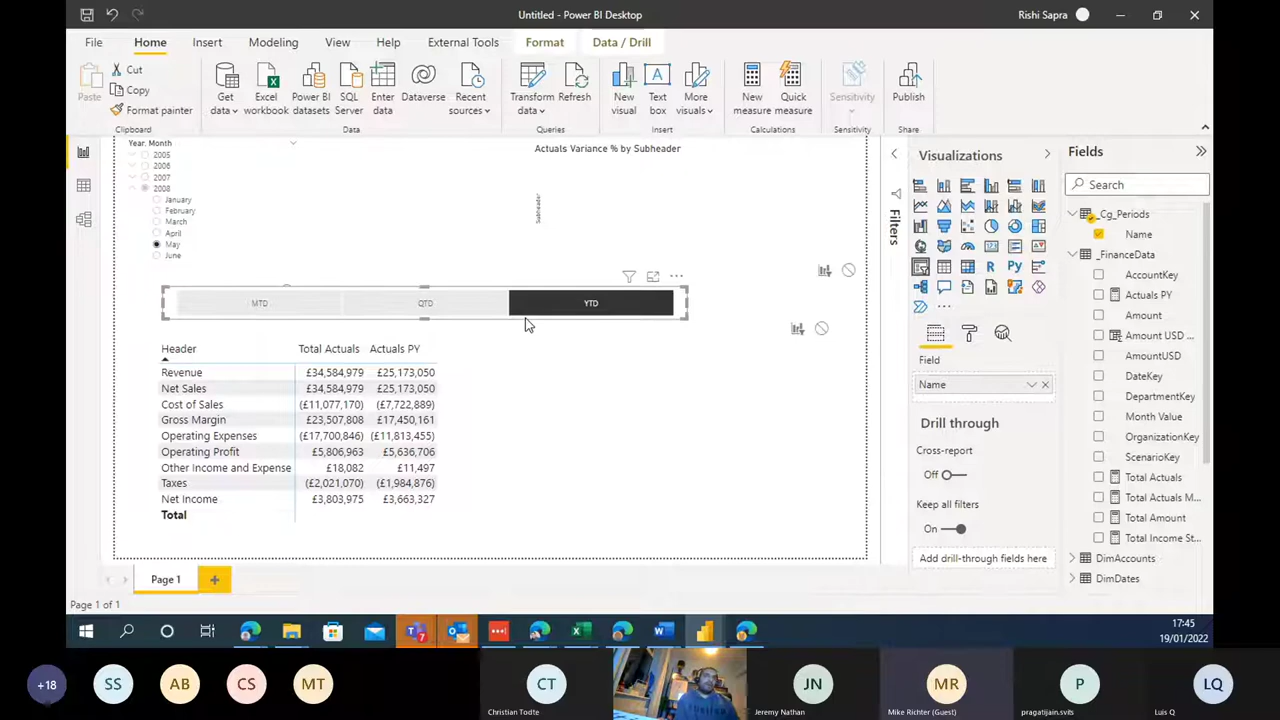 Untitled - Power BI Desktop
Rishi Sapra
File Home Insert Modeling View Help External Tools Format Data / Drill
Paste
Cut
Copy
Format painter
Clipboard
Get data
Excel workbook
Power BI datasets
SQL Server
Enter data
Dataverse
Recent sources
Data
Transform data
Refresh
Queries
New visual
Text box
More visuals
Insert
New measure
Quick measure
Calculations
Sensitivity
Sensitivity
Publish
Share
Year, Month
2005
2006
2007
2008
January
February
March
April
May
June
Actuals Variance % by Subheader
Subheader
MTD QTD YTD
Header Total Actuals Actuals PY
Revenue £34,584,979 £25,173,050
Net Sales £34,584,979 £25,173,050
Cost of Sales (£11,077,170) (£7,722,889)
Gross Margin £23,507,808 £17,450,161
Operating Expenses (£17,700,846) (£11,813,455)
Operating Profit £5,806,963 £5,636,706
Other Income and Expense £18,082 £11,497
Taxes (£2,021,070) (£1,984,876)
Net Income £3,803,975 £3,663,327
Total
Filters
Visualizations
R Py
Field
Name
Drill through
Cross-report
Off
Keep all filters
On
Add drill-through fields here
Fields
Search
_Cg_Periods
Name
_FinanceData
AccountKey
Actuals PY
Amount
Amount USD ...
AmountUSD
DateKey
DepartmentKey
Month Value
OrganizationKey
ScenarioKey
Total Actuals
Total Actuals M...
Total Amount
Total Income St...
DimAccounts
DimDates
Page 1
Page 1 of 1
17:45
19/01/2022
+18
SS
AB
CS
MT
CT
Christian Todte
JN
Jeremy Nathan
MR
Mike Richter (Guest)
P
pragatijain.svits
LQ
Luis Q